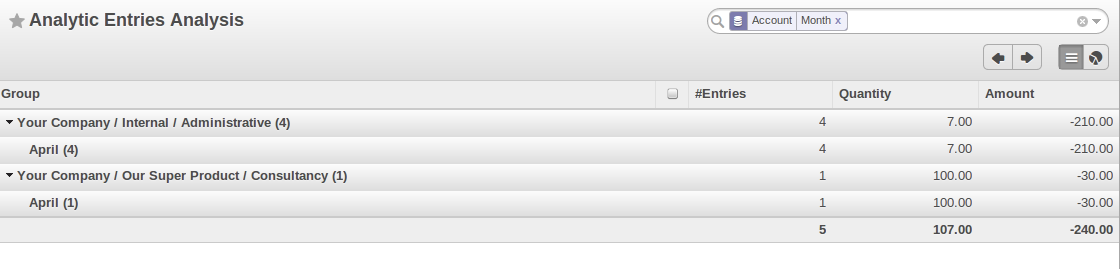 Analytic Entries Analysis
Account Month x
Group #Entries Quantity Amount
Your Company / Internal / Administrative (4) 4 7.00 -210.00
April (4) 4 7.00 -210.00
Your Company / Our Super Product / Consultancy (1) 1 100.00 -30.00
April (1) 1 100.00 -30.00
5 107.00 -240.00